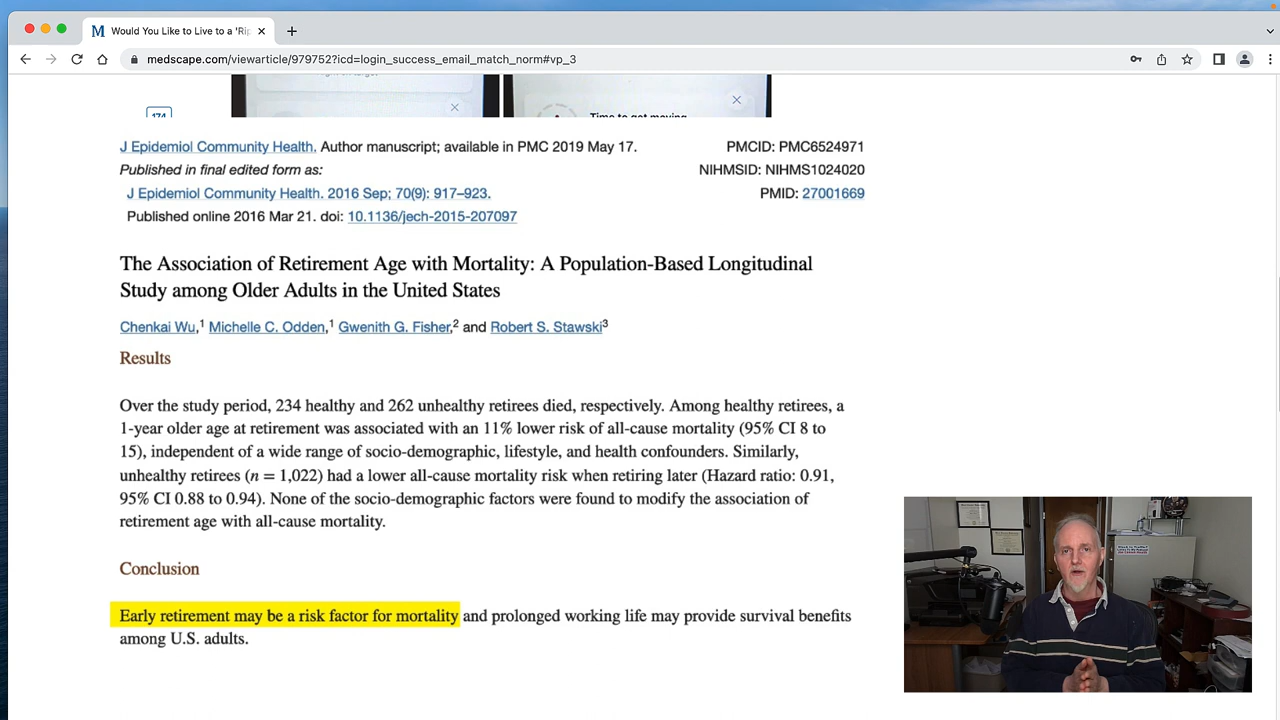 M Would You Like to Live to a 'Rip
medscape.com/viewarticle/979752?icd=login_success_email_match_norm#vp_3
174
Time to get moving
J Epidemiol Community Health. Author manuscript; available in PMC 2019 May 17.
PMCID: PMC6524971
Published in final edited form as:
NIHMSID: NIHMS1024020
J Epidemiol Community Health. 2016 Sep; 70(9): 917–923.
PMID: 27001669
Published online 2016 Mar 21. doi: 10.1136/jech-2015-207097
The Association of Retirement Age with Mortality: A Population-Based Longitudinal
Study among Older Adults in the United States
Chenkai Wu,1 Michelle C. Odden,1 Gwenith G. Fisher,2 and Robert S. Stawski3
Results
Over the study period, 234 healthy and 262 unhealthy retirees died, respectively. Among healthy retirees, a
1-year older age at retirement was associated with an 11% lower risk of all-cause mortality (95% CI 8 to
15), independent of a wide range of socio-demographic, lifestyle, and health confounders. Similarly,
unhealthy retirees (n = 1,022) had a lower all-cause mortality risk when retiring later (Hazard ratio: 0.91,
95% CI 0.88 to 0.94). None of the socio-demographic factors were found to modify the association of
retirement age with all-cause mortality.
Conclusion
Early retirement may be a risk factor for mortality and prolonged working life may provide survival benefits
among U.S. adults.